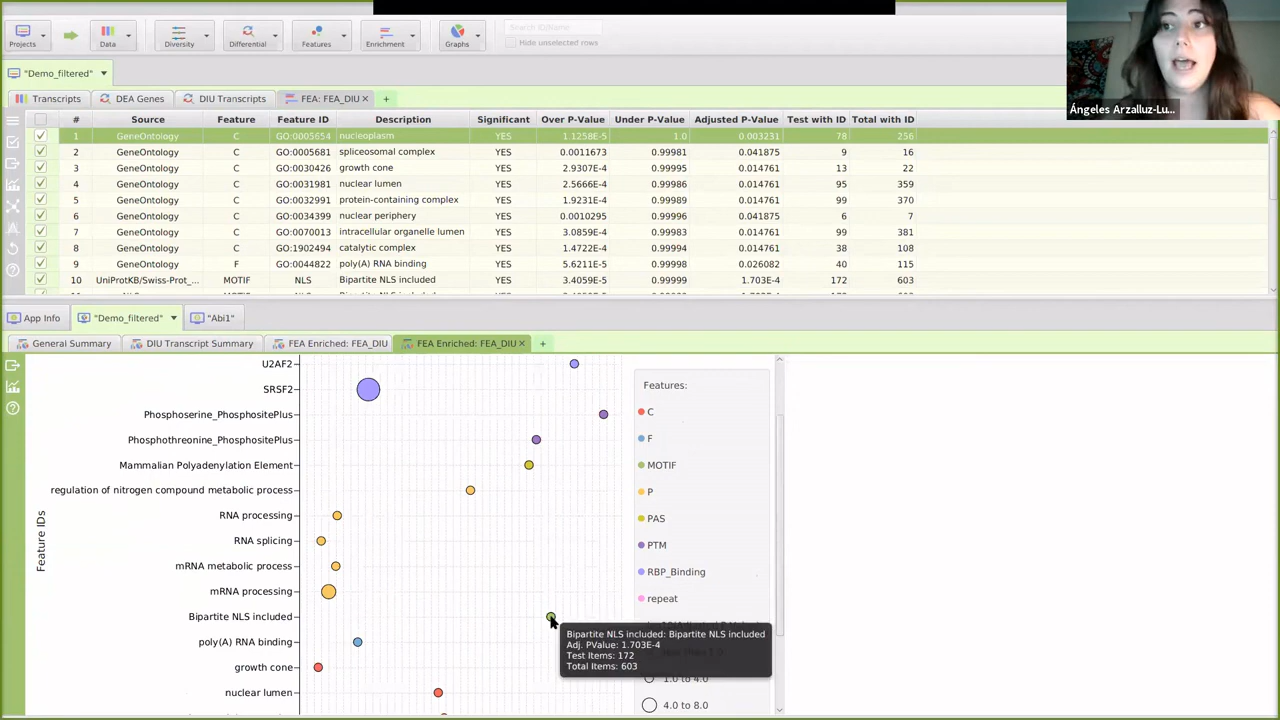 Projects
Data
Diversity
Differential
Features
Enrichment
Graphs
Search ID/Name
Hide unselected rows
Ángeles Arzalluz-Lu...
"Demo_filtered"
Transcripts DEA Genes DIU Transcripts FEA: FEA_DIU × +
# Source Feature Feature ID Description Significant Over P-Value Under P-Value Adjusted P-Value Test with ID Total with ID
1 GeneOntology C GO:0005654 nucleoplasm YES 1.1258E-5 1.0 0.003231 78 256
2 GeneOntology C GO:0005681 spliceosomal complex YES 0.0011673 0.99981 0.041875 9 16
3 GeneOntology C GO:0030426 growth cone YES 2.9307E-4 0.99995 0.014761 13 22
4 GeneOntology C GO:0031981 nuclear lumen YES 2.5666E-4 0.99986 0.014761 95 359
5 GeneOntology C GO:0032991 protein-containing complex YES 1.9231E-4 0.99989 0.014761 99 370
6 GeneOntology C GO:0034399 nuclear periphery YES 0.0010295 0.99996 0.041875 6 7
7 GeneOntology C GO:0070013 intracellular organelle lumen YES 3.0859E-4 0.99983 0.014761 99 381
8 GeneOntology C GO:1902494 catalytic complex YES 1.4722E-4 0.99994 0.014761 38 108
9 GeneOntology F GO:0044822 poly(A) RNA binding YES 5.6211E-5 0.99998 0.026082 40 115
10 UniProtKB/Swiss-Prot_... MOTIF NLS Bipartite NLS included YES 3.4059E-5 0.99999 1.703E-4 172 603
App Info "Demo_filtered" "Abi1"
General Summary DIU Transcript Summary FEA Enriched: FEA_DIU FEA Enriched: FEA_DIU × +
Feature IDs
U2AF2
SRSF2
Phosphoserine_PhosphositePlus
Phosphothreonine_PhosphositePlus
Mammalian Polyadenylation Element
regulation of nitrogen compound metabolic process
RNA processing
RNA splicing
mRNA metabolic process
mRNA processing
Bipartite NLS included
poly(A) RNA binding
growth cone
nuclear lumen
Features:
C
F
MOTIF
P
PAS
PTM
RBP_Binding
repeat
Bipartite NLS included: Bipartite NLS included
Adj. PValue: 1.703E-4
Test Items: 172
Total Items: 603
1.0 to 4.0
4.0 to 8.0